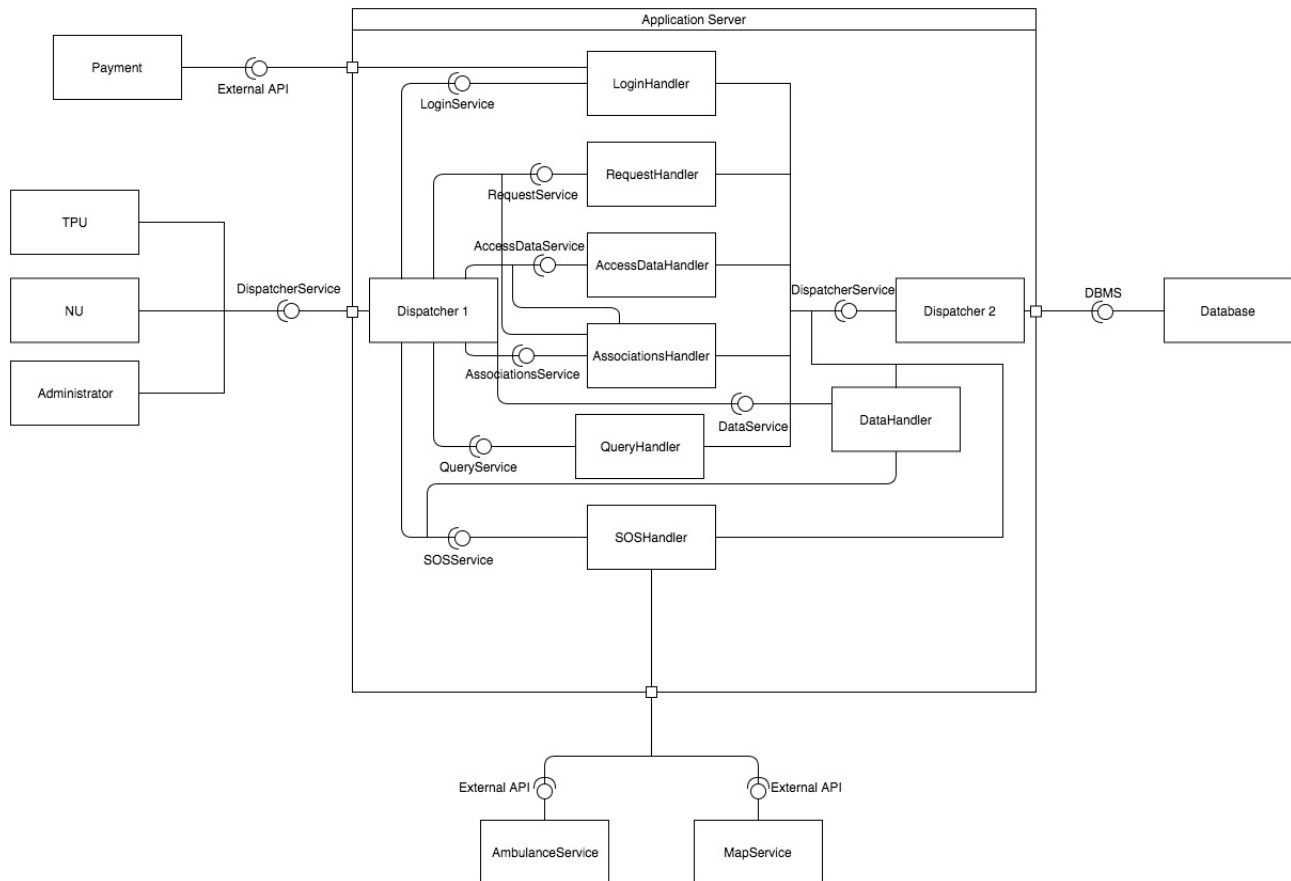 Application Server
Payment
External API
LoginHandler
LoginService
RequestHandler
RequestService
TPU
AccessDataService
AccessDataHandler
NU
DispatcherService
Dispatcher 1
DispatcherService
Dispatcher 2
DBMS
Database
AssociationsHandler
AssociationsService
Administrator
DataHandler
DataService
QueryHandler
QueryService
SOSHandler
SOSService
External API
External API
AmbulanceService
MapService